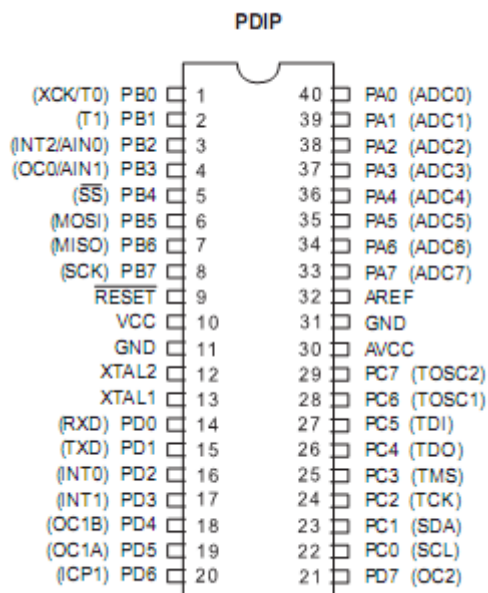 PDIP
(XCK/T0) PB0 1 40 PA0 (ADC0)
(T1) PB1 2 39 PA1 (ADC1)
(INT2/AIN0) PB2 3 38 PA2 (ADC2)
(OC0/AIN1) PB3 4 37 PA3 (ADC3)
(S̅S̅) PB4 5 36 PA4 (ADC4)
(MOSI) PB5 6 35 PA5 (ADC5)
(MISO) PB6 7 34 PA6 (ADC6)
(SCK) PB7 8 33 PA7 (ADC7)
R̅E̅S̅E̅T̅ 9 32 AREF
VCC 10 31 GND
GND 11 30 AVCC
XTAL2 12 29 PC7 (TOSC2)
XTAL1 13 28 PC6 (TOSC1)
(RXD) PD0 14 27 PC5 (TDI)
(TXD) PD1 15 26 PC4 (TDO)
(INT0) PD2 16 25 PC3 (TMS)
(INT1) PD3 17 24 PC2 (TCK)
(OC1B) PD4 18 23 PC1 (SDA)
(OC1A) PD5 19 22 PC0 (SCL)
(ICP1) PD6 20 21 PD7 (OC2)